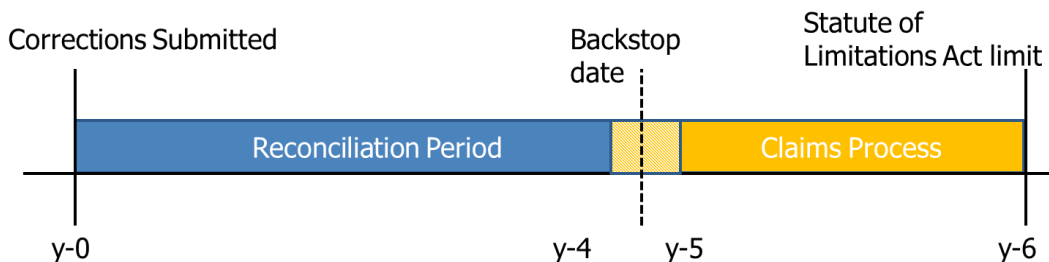 Corrections Submitted
Backstop
date
Statute of
Limitations Act limit
Reconciliation Period
Claims Process
y-0
y-4
y-5
y-6